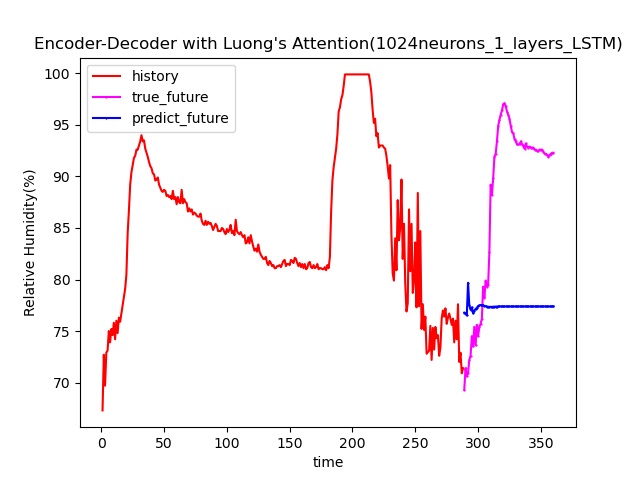 Encoder-Decoder with Luong's Attention(1024neurons_1_layers_LSTM)
history
true_future
predict_future
Relative Humidity(%)
100
95
90
85
80
75
70
0 50 100 150 200 250 300 350
time